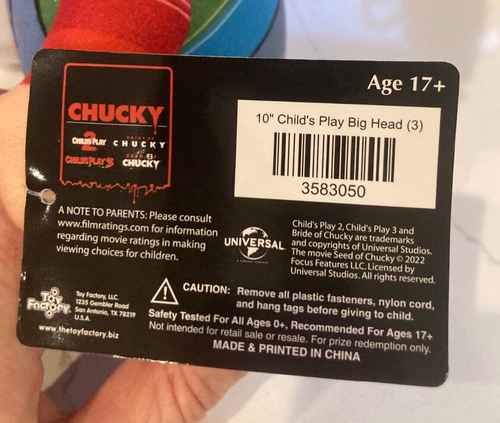 Age 17+
CHUCKY
CHILD'S PLAY 2
BRIDE OF CHUCKY
CHILD'S PLAY 3
SEED OF CHUCKY
10" Child's Play Big Head (3)
3583050
A NOTE TO PARENTS: Please consult
www.filmratings.com for information
regarding movie ratings in making
viewing choices for children.
UNIVERSAL
Child's Play 2, Child's Play 3 and
Bride of Chucky are trademarks
and copyrights of Universal Studios.
The movie Seed of Chucky © 2022
Focus Features LLC. Licensed by
Universal Studios. All rights reserved.
Toy Factory
Toy Factory, LLC.
1235 Gembler Road
San Antonio, TX 78219
U.S.A.
www.thetoyfactory.biz
CAUTION: Remove all plastic fasteners, nylon cord,
and hang tags before giving to child.
Safety Tested For All Ages 0+, Recommended For Ages 17+
Not intended for retail sale or resale. For prize redemption only.
MADE & PRINTED IN CHINA